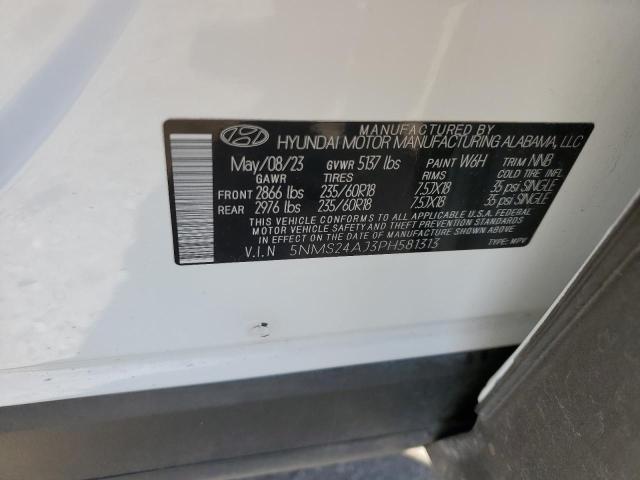 MANUFACTURED BY
HYUNDAI MOTOR MANUFACTURING ALABAMA, LLC
May/08/23 GVWR 5137 lbs PAINT W6H TRIM NNB
GAWR TIRES RIMS COLD TIRE INFL.
FRONT 2866 lbs 235/60R18 7.5JX18 35 psi SINGLE
REAR 2976 lbs 235/60R18 7.5JX18 35 psi SINGLE
THIS VEHICLE CONFORMS TO ALL APPLICABLE U.S.A. FEDERAL
MOTOR VEHICLE SAFETY AND THEFT PREVENTION
STANDARDS IN EFFECT ON THE DATE OF MANUFACTURE SHOWN ABOVE
V.I.N 5NMS24AJ3PH581313 TYPE: MPV